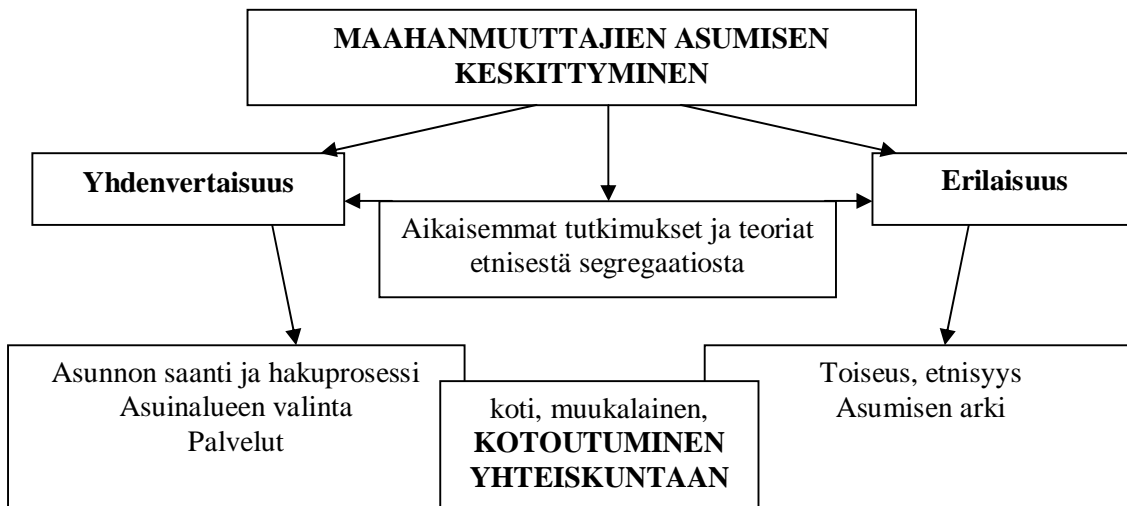 MAAHANMUUTTAJIEN ASUMISEN
KESKITTYMINEN
Yhdenvertaisuus
Erilaisuus
Aikaisemmat tutkimukset ja teoriat
etnisestä segregaatiosta
Asunnon saanti ja hakuprosessi
Asuinalueen valinta
Palvelut
koti, muukalainen,
KOTOUTUMINEN
YHTEISKUNTAAN
Toiseus, etnisyys
Asumisen arki